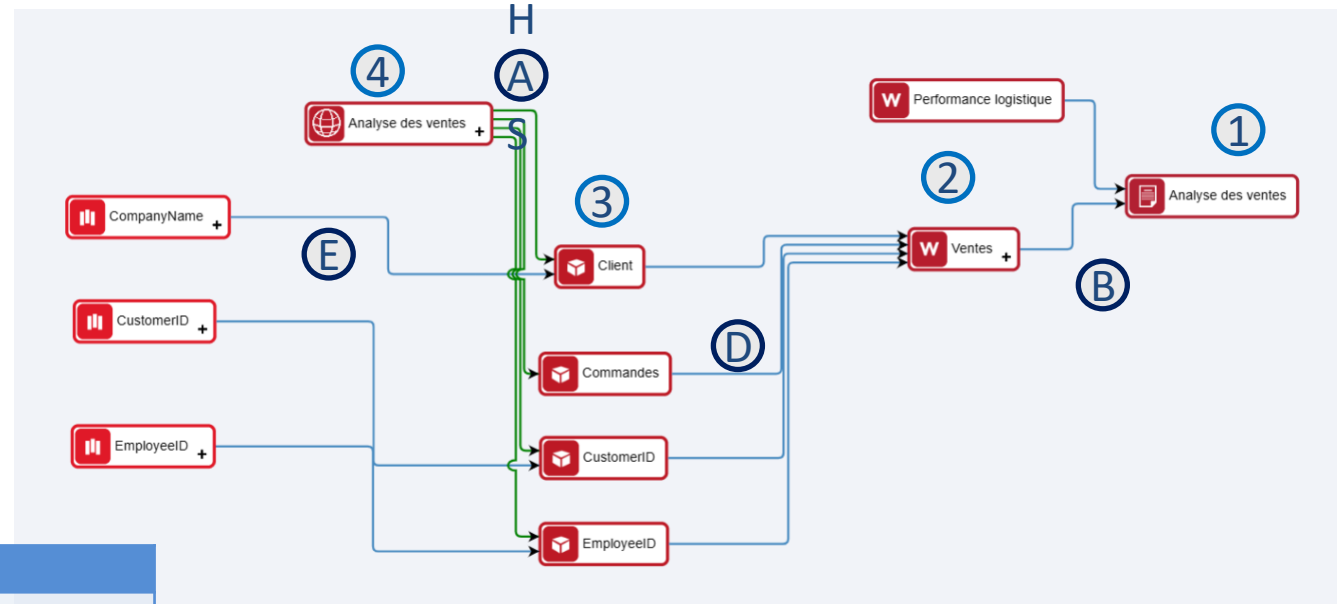 H
4
A
S
Analyse des ventes +
W Performance logistique
1
Analyse des ventes
2
3
CompanyName +
E
Client
W Ventes +
B
CustomerID +
D
Commandes
EmployeeID +
CustomerID
EmployeeID